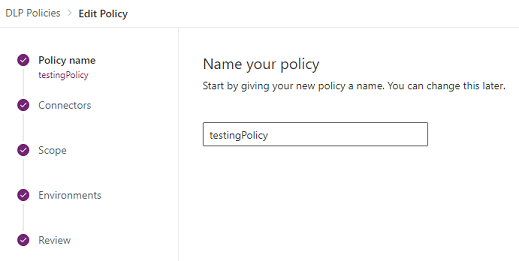 DLP Policies > Edit Policy
Policy name
testingPolicy
Connectors
Scope
Environments
Review
Name your policy
Start by giving your new policy a name. You can change this later.
testingPolicy